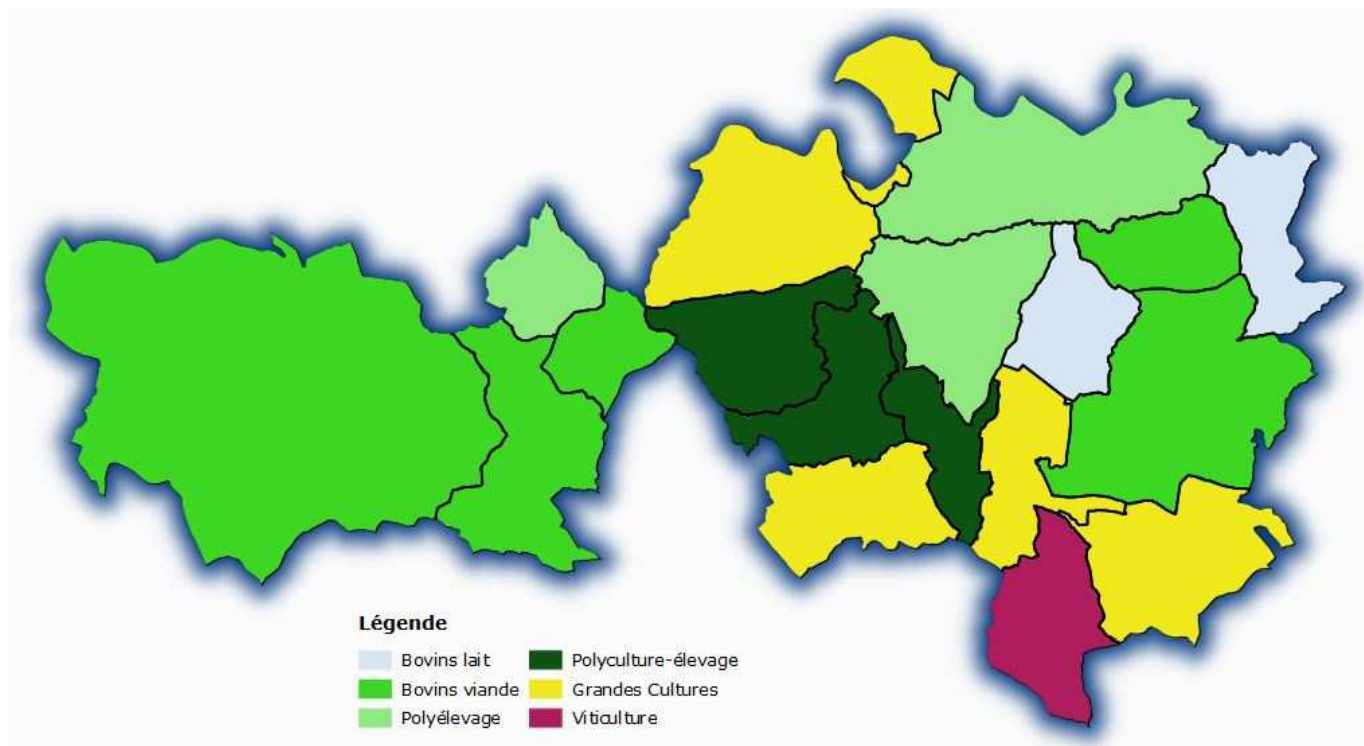 Légende
Bovins lait
Bovins viande
Polyélevage
Polyculture-élevage
Grandes Cultures
Viticulture